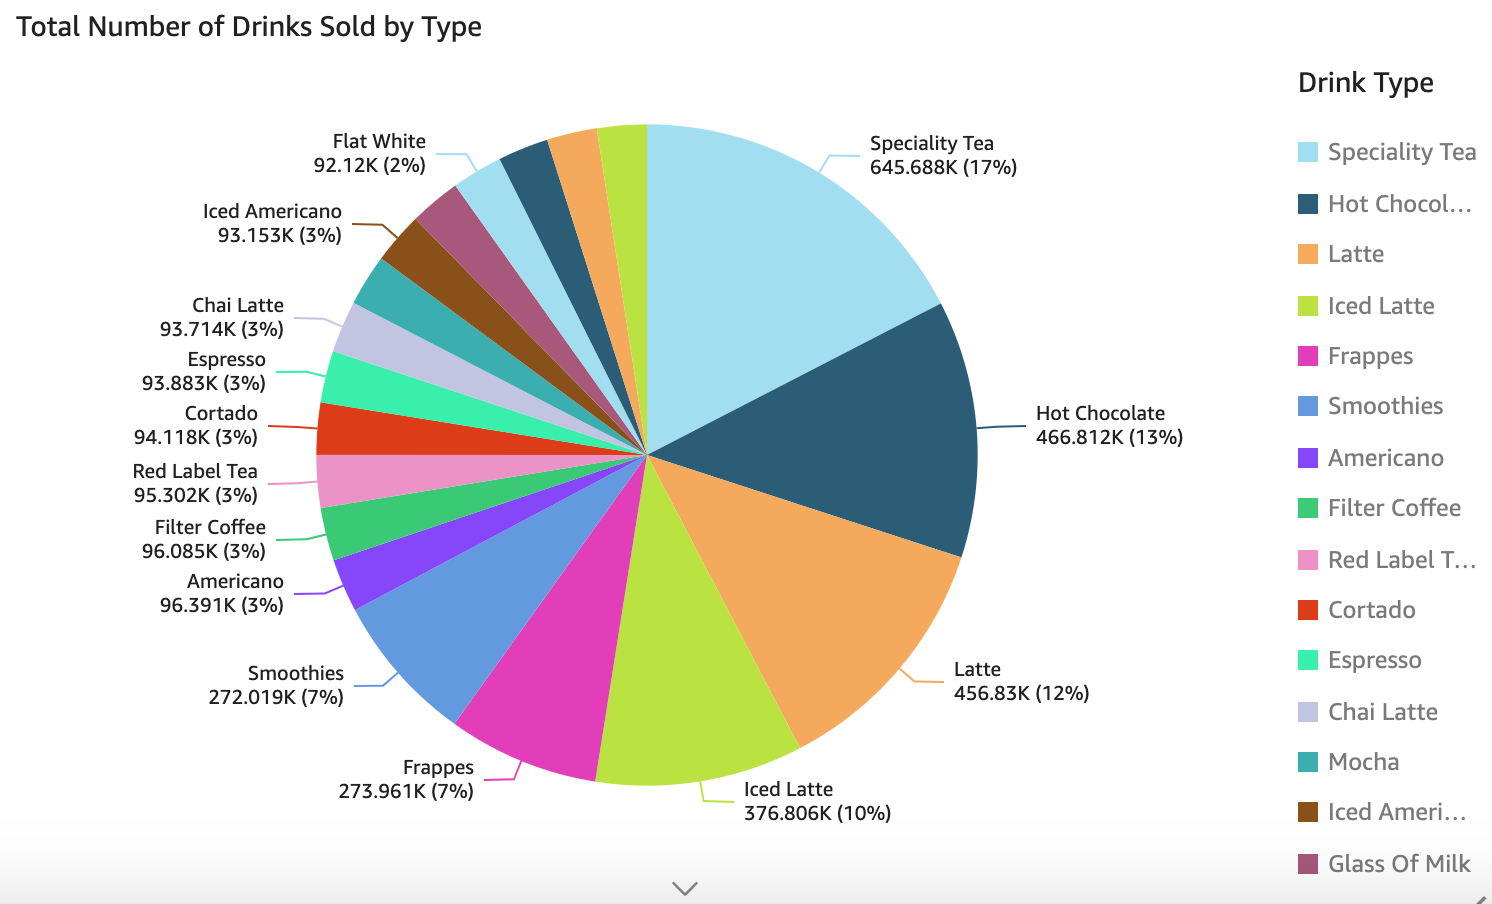 Total Number of Drinks Sold by Type
Flat White
92.12K (2%)
Iced Americano
93.153K (3%)
Chai Latte
93.714K (3%)
Espresso
93.883K (3%)
Cortado
94.118K (3%)
Red Label Tea
95.302K (3%)
Filter Coffee
96.085K (3%)
Americano
96.391K (3%)
Smoothies
272.019K (7%)
Frappes
273.961K (7%)
Iced Latte
376.806K (10%)
Latte
456.83K (12%)
Hot Chocolate
466.812K (13%)
Speciality Tea
645.688K (17%)
Drink Type
Speciality Tea
Hot Chocol...
Latte
Iced Latte
Frappes
Smoothies
Americano
Filter Coffee
Red Label T...
Cortado
Espresso
Chai Latte
Mocha
Iced Ameri...
Glass Of Milk